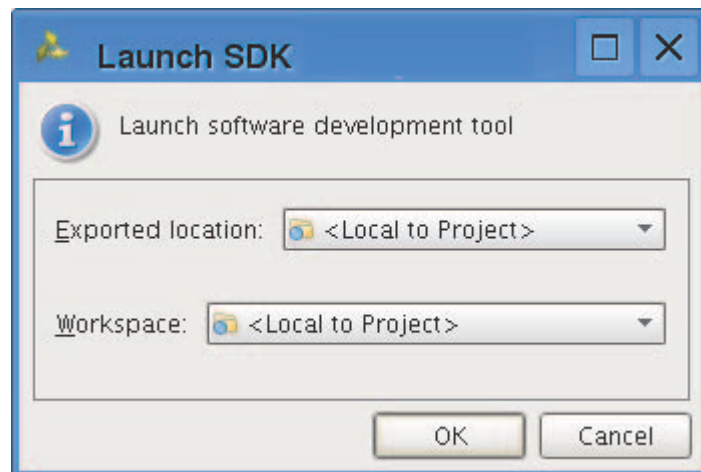 Launch SDK
Launch software development tool
Exported location: <Local to Project>
Workspace: <Local to Project>
OK Cancel